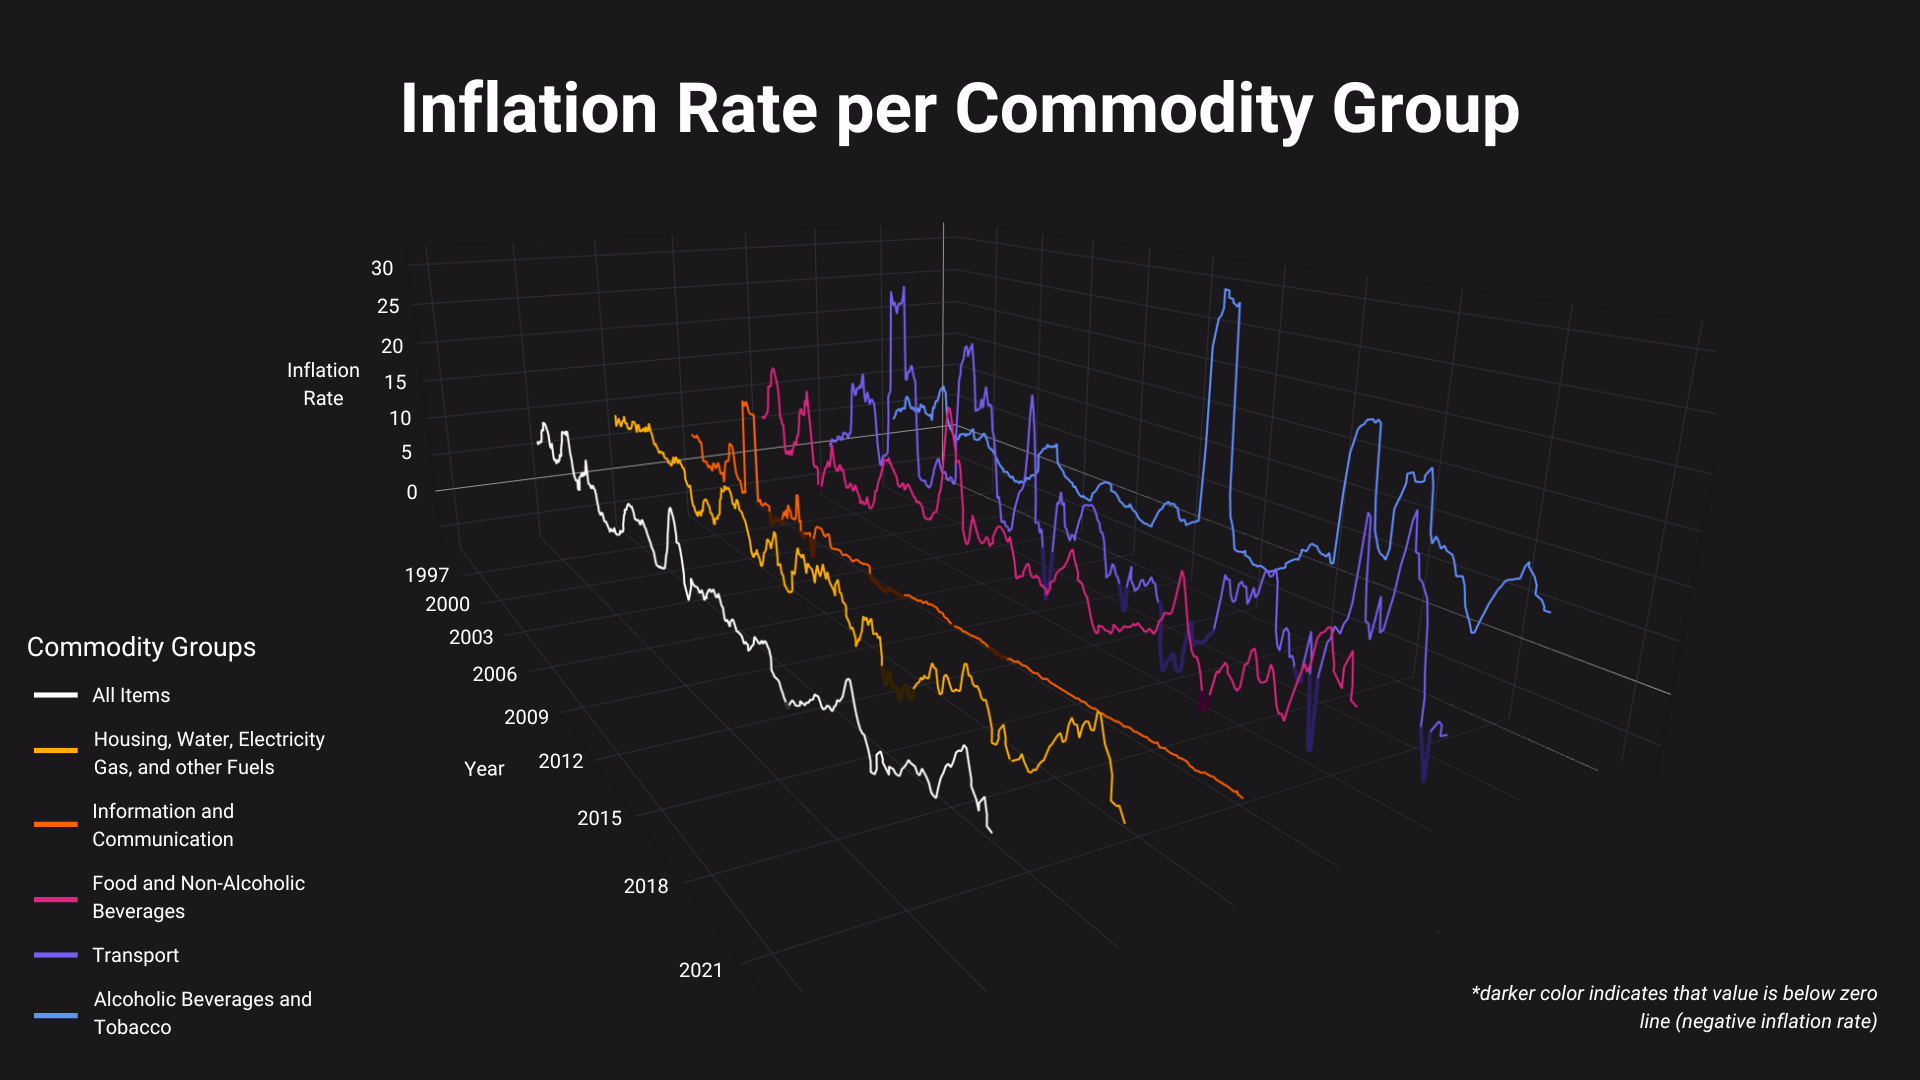 Inflation Rate per Commodity Group
30
25
20
15
10
5
0
Inflation
Rate
1997
2000
2003
2006
2009
2012
2015
2018
2021
Year
Commodity Groups
All Items
Housing, Water, Electricity
Gas, and other Fuels
Information and
Communication
Food and Non-Alcoholic
Beverages
Transport
Alcoholic Beverages and
Tobacco
*darker color indicates that value is below zero
line (negative inflation rate)